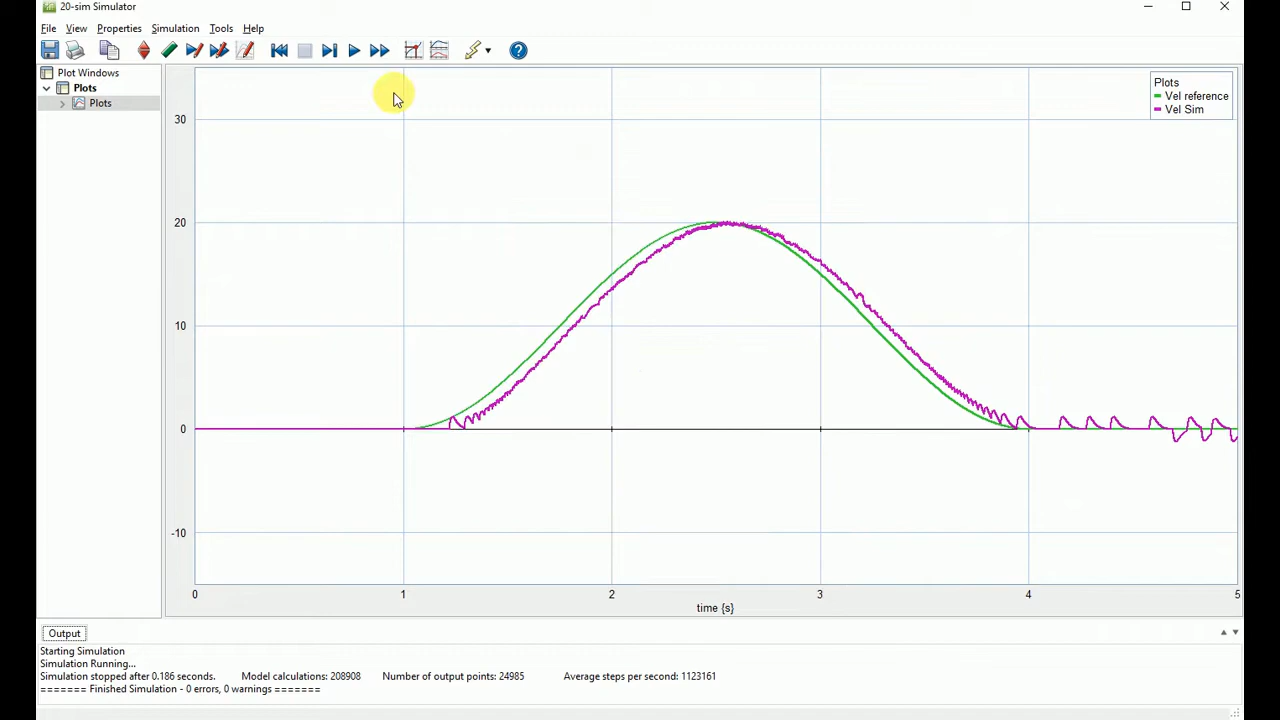 20-sim Simulator
File View Properties Simulation Tools Help
Plot Windows
Plots
Plots
Plots
Vel reference
Vel Sim
30
20
10
0
-10
0 1 2 3 4 5
time {s}
Output
Starting Simulation
Simulation Running...
Simulation stopped after 0.186 seconds. Model calculations: 208908 Number of output points: 24985 Average steps per second: 1123161
======= Finished Simulation - 0 errors, 0 warnings =======